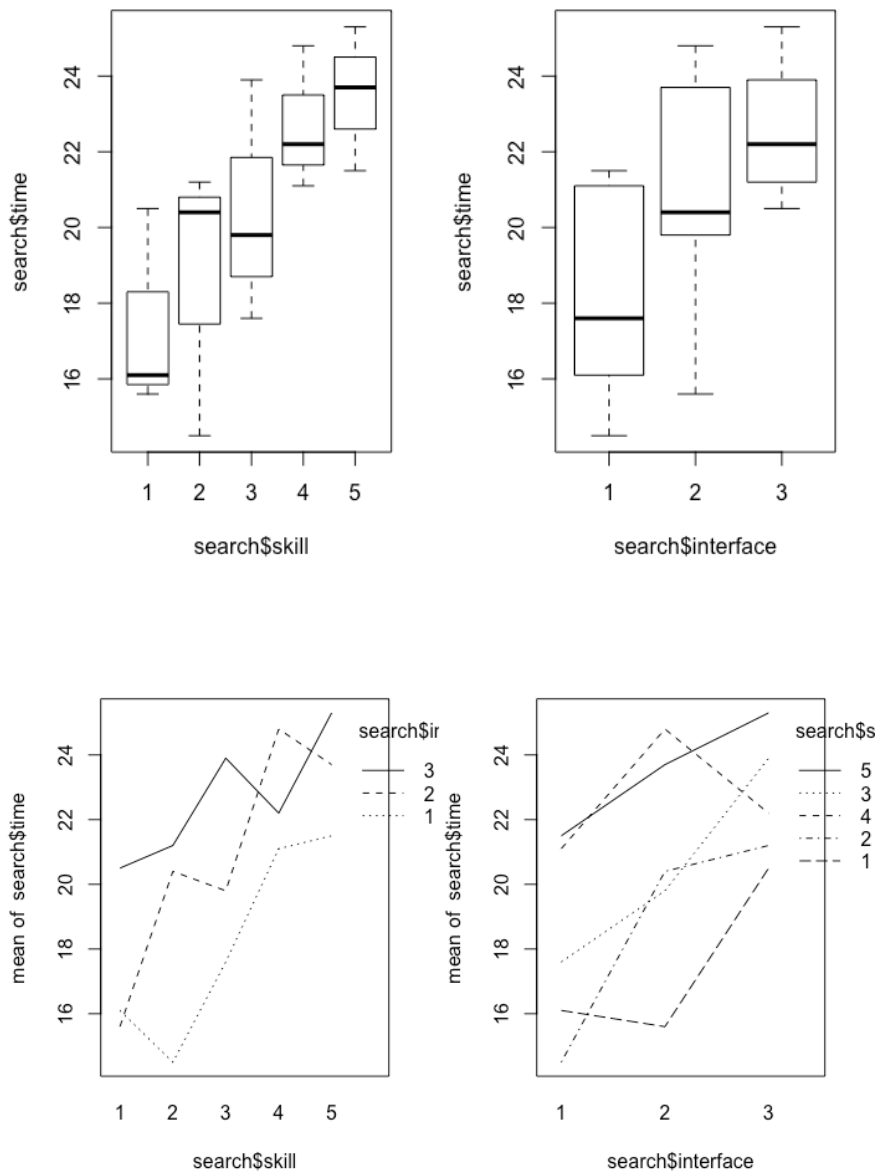 24
22
20
18
16
search$time
1 2 3 4 5
search$skill
24
22
20
18
16
search$time
1 2 3
search$interface
24
22
20
18
16
mean of search$time
search$ir
3
2
1
1 2 3 4 5
search$skill
24
22
20
18
16
mean of search$time
search$s
5
3
4
2
1
1 2 3
search$interface